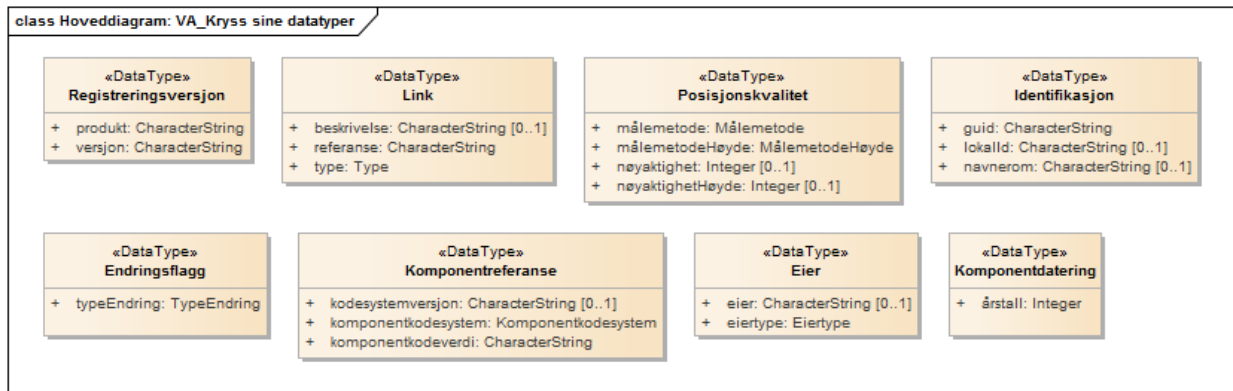 class Hoveddiagram: VA_Kryss sine datatyper
«DataType»
Registreringsversjon
+ produkt: CharacterString
+ versjon: CharacterString
«DataType»
Link
+ beskrivelse: CharacterString [0..1]
+ referanse: CharacterString
+ type: Type
«DataType»
Posisjonskvalitet
+ målemetode: Målemetode
+ målemetodeHøyde: MålemetodeHøyde
+ nøyaktighet: Integer [0..1]
+ nøyaktighetHøyde: Integer [0..1]
«DataType»
Identifikasjon
+ guid: CharacterString
+ lokalId: CharacterString [0..1]
+ navnerom: CharacterString [0..1]
«DataType»
Endringsflagg
+ typeEndring: TypeEndring
«DataType»
Komponentreferanse
+ kodesystemversjon: CharacterString [0..1]
+ komponentkodesystem: Komponentkodesystem
+ komponentkodeverdi: CharacterString
«DataType»
Eier
+ eier: CharacterString [0..1]
+ eiertype: Eiertype
«DataType»
Komponentdatering
+ årstall: Integer